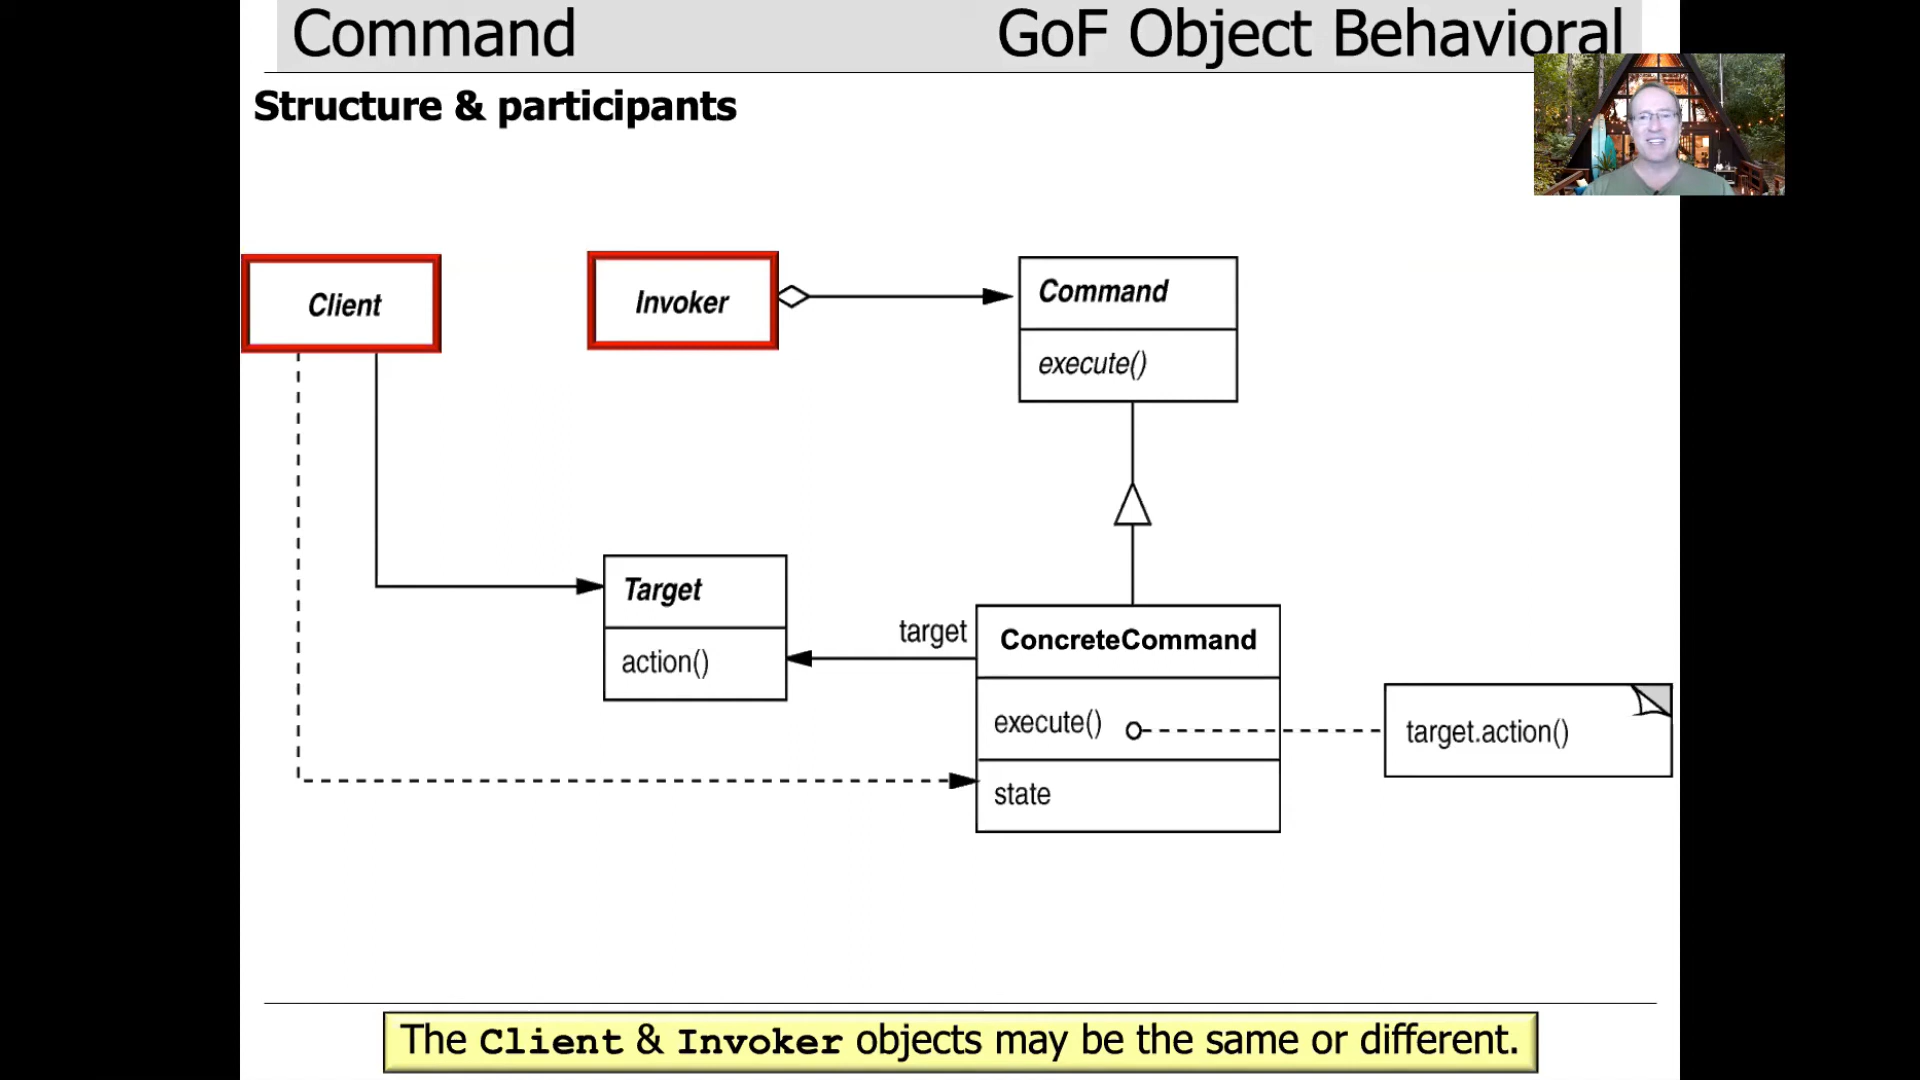 Command
GoF Object Behavioral
Structure & participants
Client
Invoker
Command
execute()
Target
action()
target
ConcreteCommand
execute()
state
target.action()
The Client & Invoker objects may be the same or different.